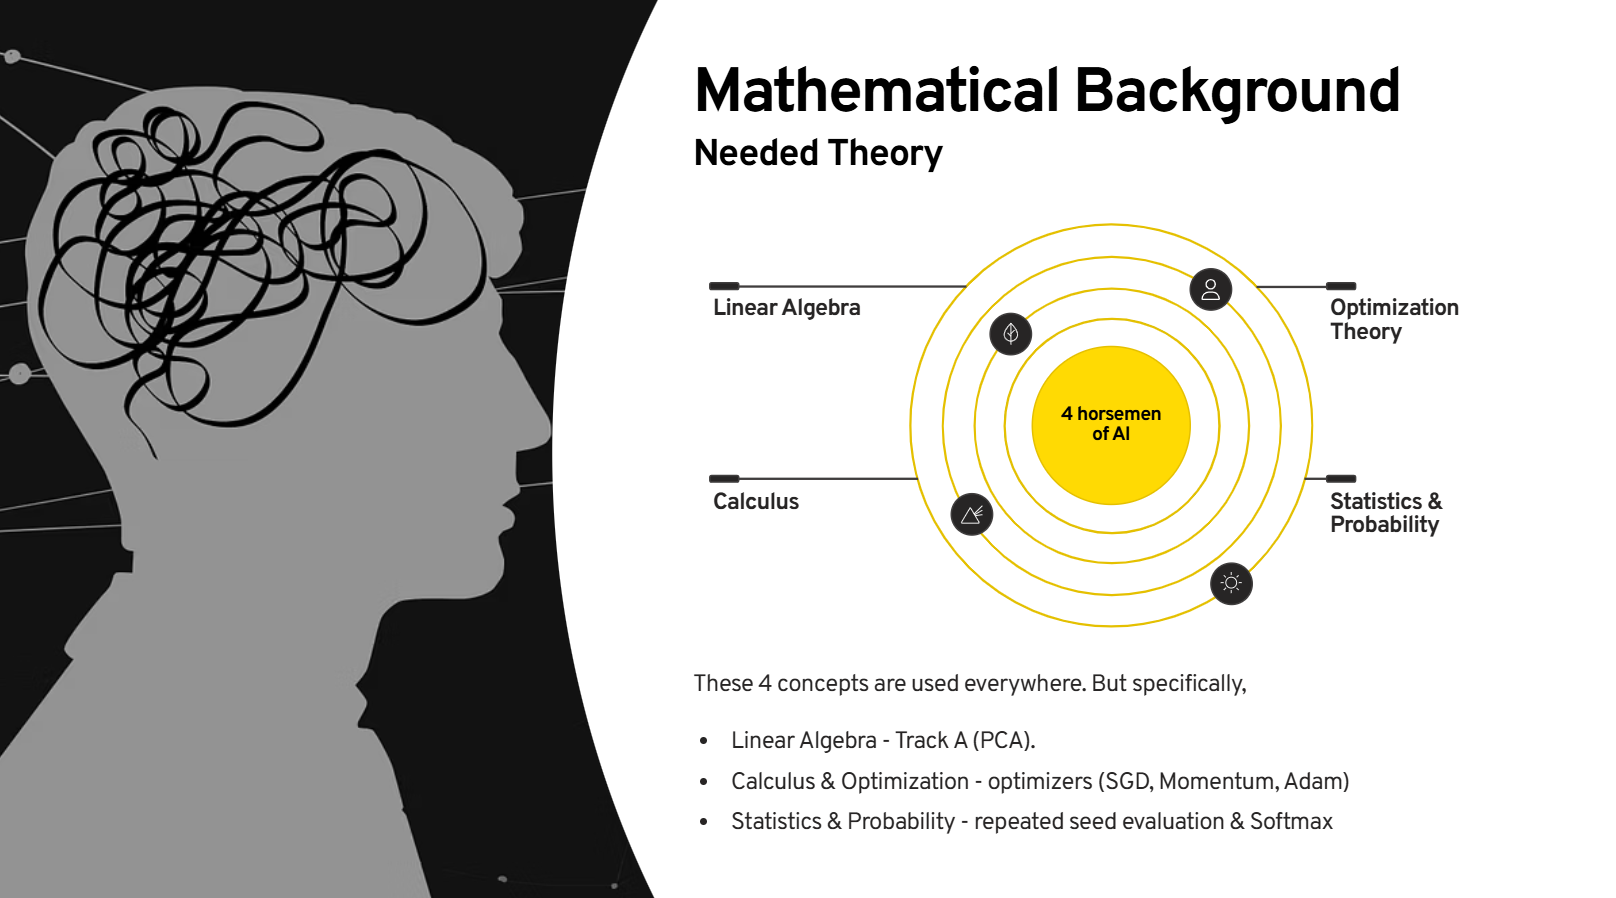 Mathematical Background
Needed Theory
Linear Algebra
Optimization
Theory
4 horsemen
of AI
Calculus
Statistics &
Probability
These 4 concepts are used everywhere. But specifically,
• Linear Algebra - Track A (PCA).
• Calculus & Optimization - optimizers (SGD, Momentum, Adam)
• Statistics & Probability - repeated seed evaluation & Softmax